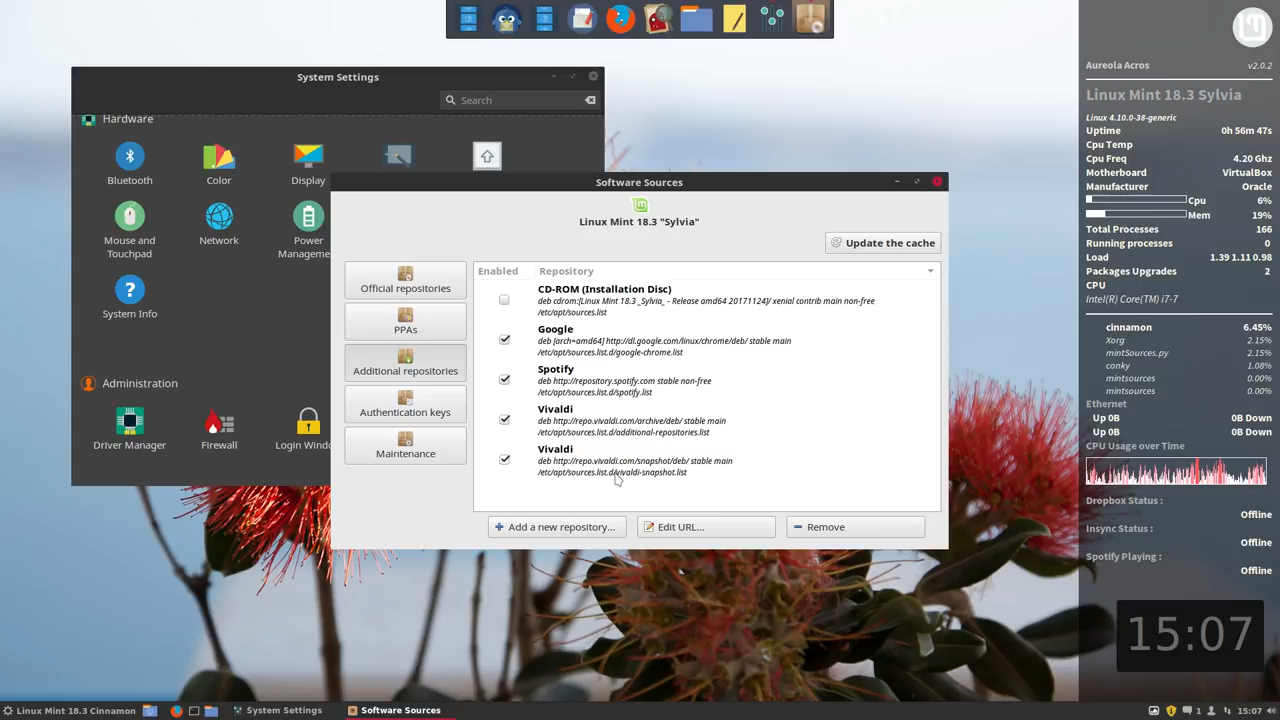 System Settings
Search
Hardware
Bluetooth
Color
Display
Mouse and
Touchpad
Network
Power
Manageme
System Info
Administration
Driver Manager
Firewall
Login Windo
Software Sources
Linux Mint 18.3 "Sylvia"
Update the cache
Official repositories
PPAs
Additional repositories
Authentication keys
Maintenance
Enabled Repository
CD-ROM (Installation Disc)
deb cdrom:[Linux Mint 18.3 _Sylvia_ - Release amd64 20171124]/ xenial contrib main non-free
/etc/apt/sources.list
Google
deb [arch=amd64] http://dl.google.com/linux/chrome/deb/ stable main
/etc/apt/sources.list.d/google-chrome.list
Spotify
deb http://repository.spotify.com stable non-free
/etc/apt/sources.list.d/spotify.list
Vivaldi
deb http://repo.vivaldi.com/archive/deb/ stable main
/etc/apt/sources.list.d/additional-repositories.list
Vivaldi
deb http://repo.vivaldi.com/snapshot/deb/ stable main
/etc/apt/sources.list.d/vivaldi-snapshot.list
Add a new repository...
Edit URL...
Remove
Aureola Acros v2.0.2
Linux Mint 18.3 Sylvia
Linux 4.10.0-38-generic
Uptime 0h 56m 47s
Cpu Temp
Cpu Freq 4.20 Ghz
Motherboard VirtualBox
Manufacturer Oracle
Cpu 6%
Mem 19%
Total Processes 166
Running processes 0
Load 1.39 1.11 0.98
Packages Updates 2
CPU
Intel(R) Core(TM) i7-7
cinnamon 6.45%
Xorg 2.15%
mintSources.py 2.15%
conky 1.08%
mintsources 0.00%
mintsources 0.00%
Ethernet
Up 0B 0B Down
Up 0B 0B Down
CPU Usage over Time
Dropbox Status :
Offline
Insync Status :
Offline
Spotify Playing :
Offline
15:07
Linux Mint 18.3 Cinnamon
System Settings
Software Sources
1
15:07